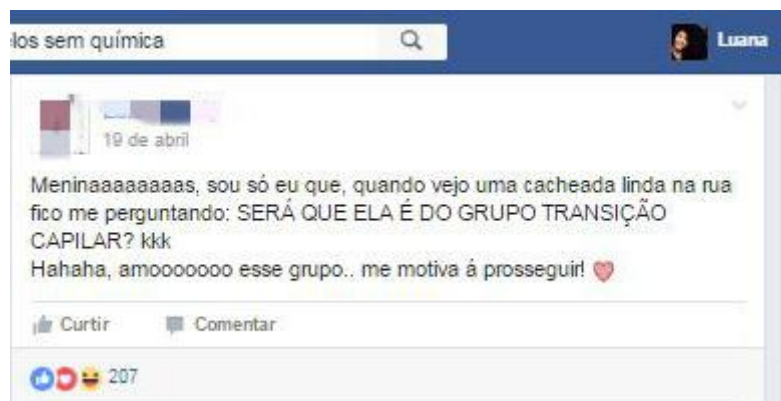 los sem química
Luana
19 de abril
Meninaaaaaaaas, sou só eu que, quando vejo uma cacheada linda na rua
fico me perguntando: SERÁ QUE ELA É DO GRUPO TRANSIÇÃO
CAPILAR? kkk
Hahaha, amooooooo esse grupo.. me motiva á prosseguir!
Curtir Comentar
207